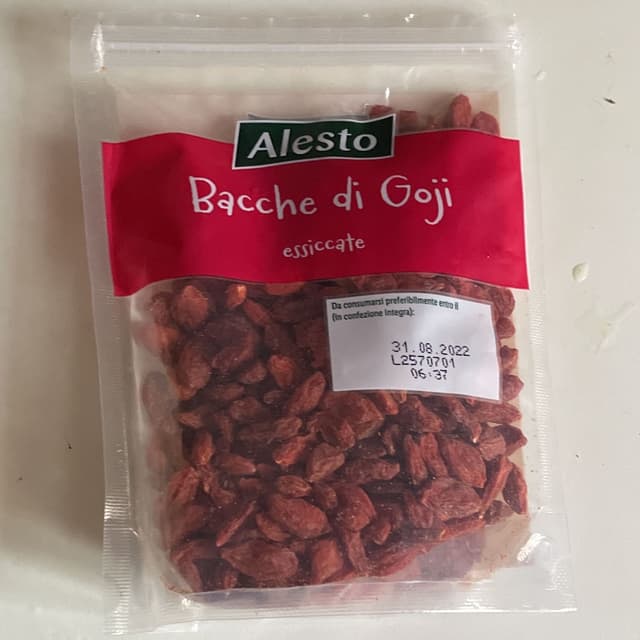 Alesto
Bacche di Goji
essiccate
Da consumarsi preferibilmente entro il
(in confezione integra):
31.08.2022
L2570701
06:37